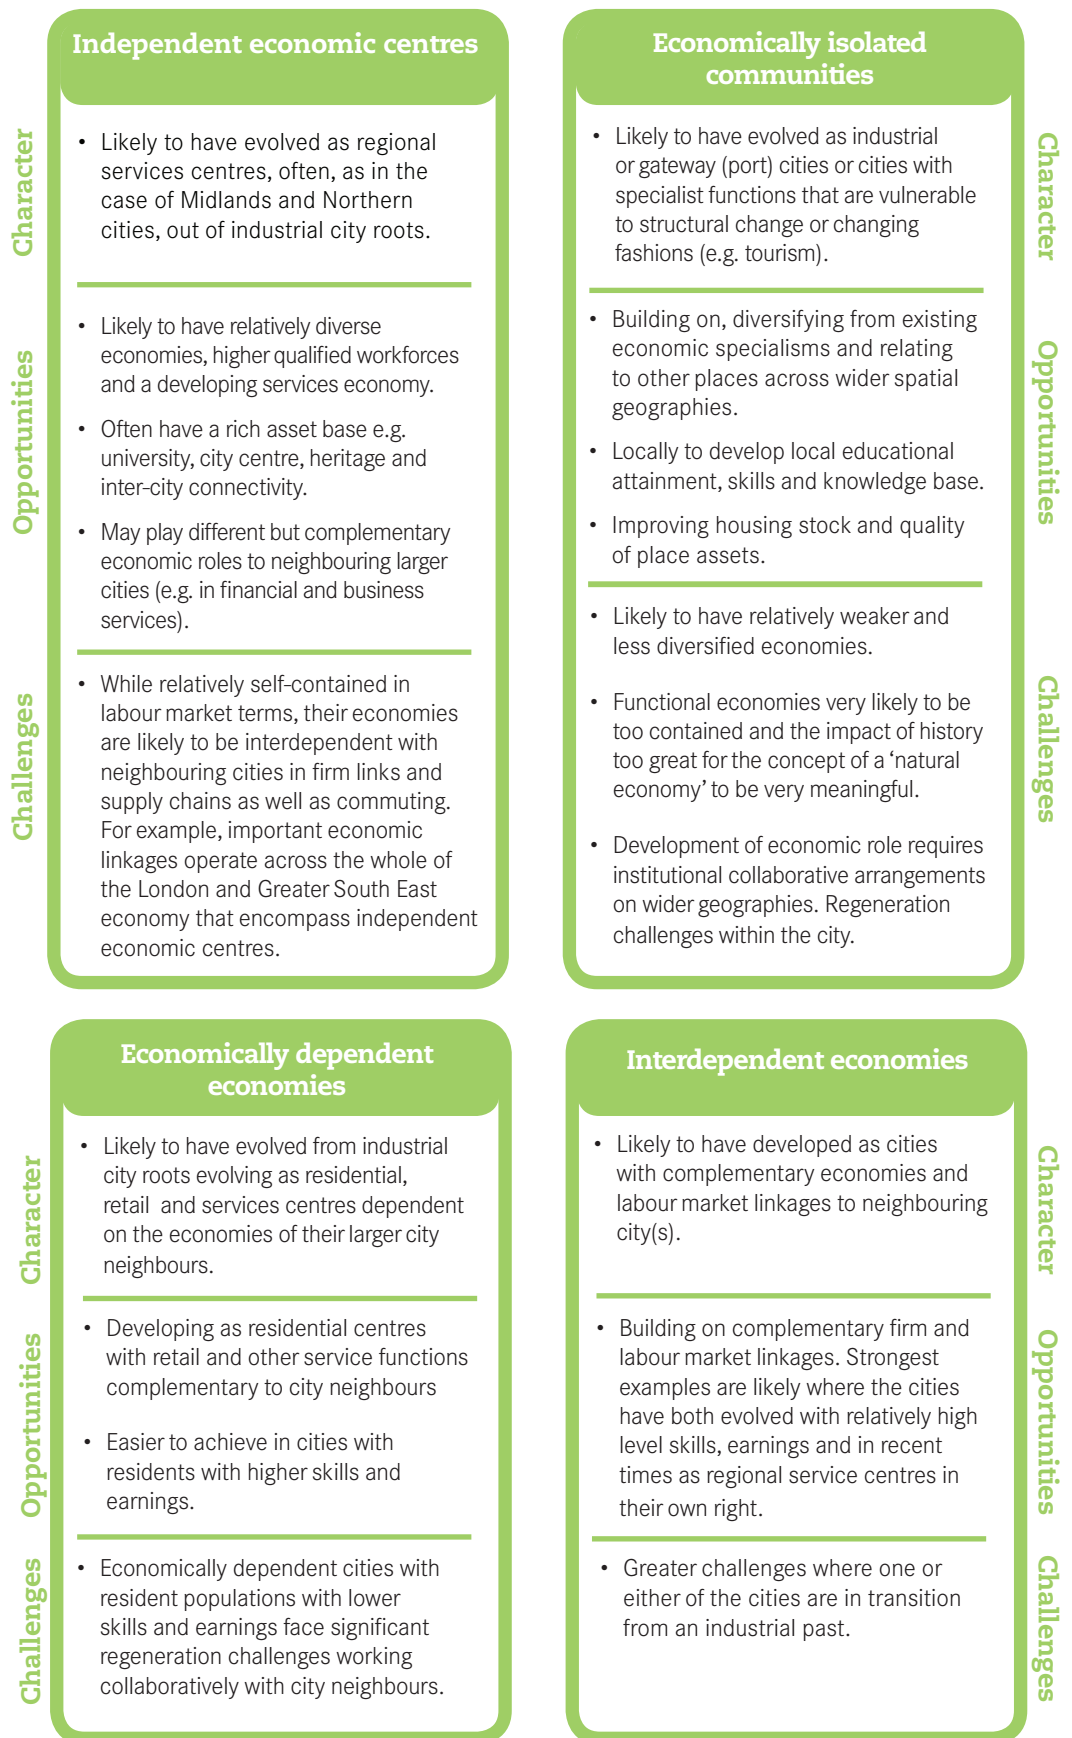 Independent economic centres
Character
• Likely to have evolved as regional
services centres, often, as in the
case of Midlands and Northern
cities, out of industrial city roots.
Opportunities
• Likely to have relatively diverse
economies, higher qualified workforces
and a developing services economy.
• Often have a rich asset base e.g.
university, city centre, heritage and
inter-city connectivity.
• May play different but complementary
economic roles to neighbouring larger
cities (e.g. in financial and business
services).
Challenges
• While relatively self-contained in
labour market terms, their economies
are likely to be interdependent with
neighbouring cities in firm links and
supply chains as well as commuting.
For example, important economic
linkages operate across the whole of
the London and Greater South East
economy that encompass independent
economic centres.
Economically isolated
communities
Character
• Likely to have evolved as industrial
or gateway (port) cities or cities with
specialist functions that are vulnerable
to structural change or changing
fashions (e.g. tourism).
Opportunities
• Building on, diversifying from existing
economic specialisms and relating
to other places across wider spatial
geographies.
• Locally to develop local educational
attainment, skills and knowledge base.
• Improving housing stock and quality
of place assets.
Challenges
• Likely to have relatively weaker and
less diversified economies.
• Functional economies very likely to be
too contained and the impact of history
too great for the concept of a ‘natural
economy’ to be very meaningful.
• Development of economic role requires
institutional collaborative arrangements
on wider geographies. Regeneration
challenges within the city.
Economically dependent
economies
Character
• Likely to have evolved from industrial
city roots evolving as residential,
retail and services centres dependent
on the economies of their larger city
neighbours.
Opportunities
• Developing as residential centres
with retail and other service functions
complementary to city neighbours
• Easier to achieve in cities with
residents with higher skills and
earnings.
Challenges
• Economically dependent cities with
resident populations with lower
skills and earnings face significant
regeneration challenges working
collaboratively with city neighbours.
Interdependent economies
Character
• Likely to have developed as cities
with complementary economies and
labour market linkages to neighbouring
city(s).
Opportunities
• Building on complementary firm and
labour market linkages. Strongest
examples are likely where the cities
have both evolved with relatively high
level skills, earnings and in recent
times as regional service centres in
their own right.
Challenges
• Greater challenges where one or
either of the cities are in transition
from an industrial past.